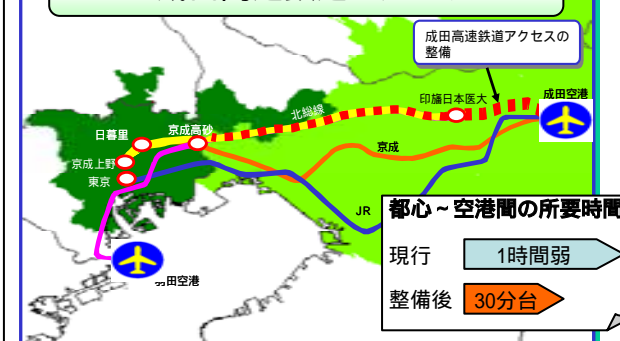 成田高速鉄道アクセスの
整備
成田空港
印旛日本医大
北総線
日暮里
京成高砂
京成
京成上野
東京
JR
都心～空港間の所要時間
現行
1時間弱
整備後
30分台
田空港